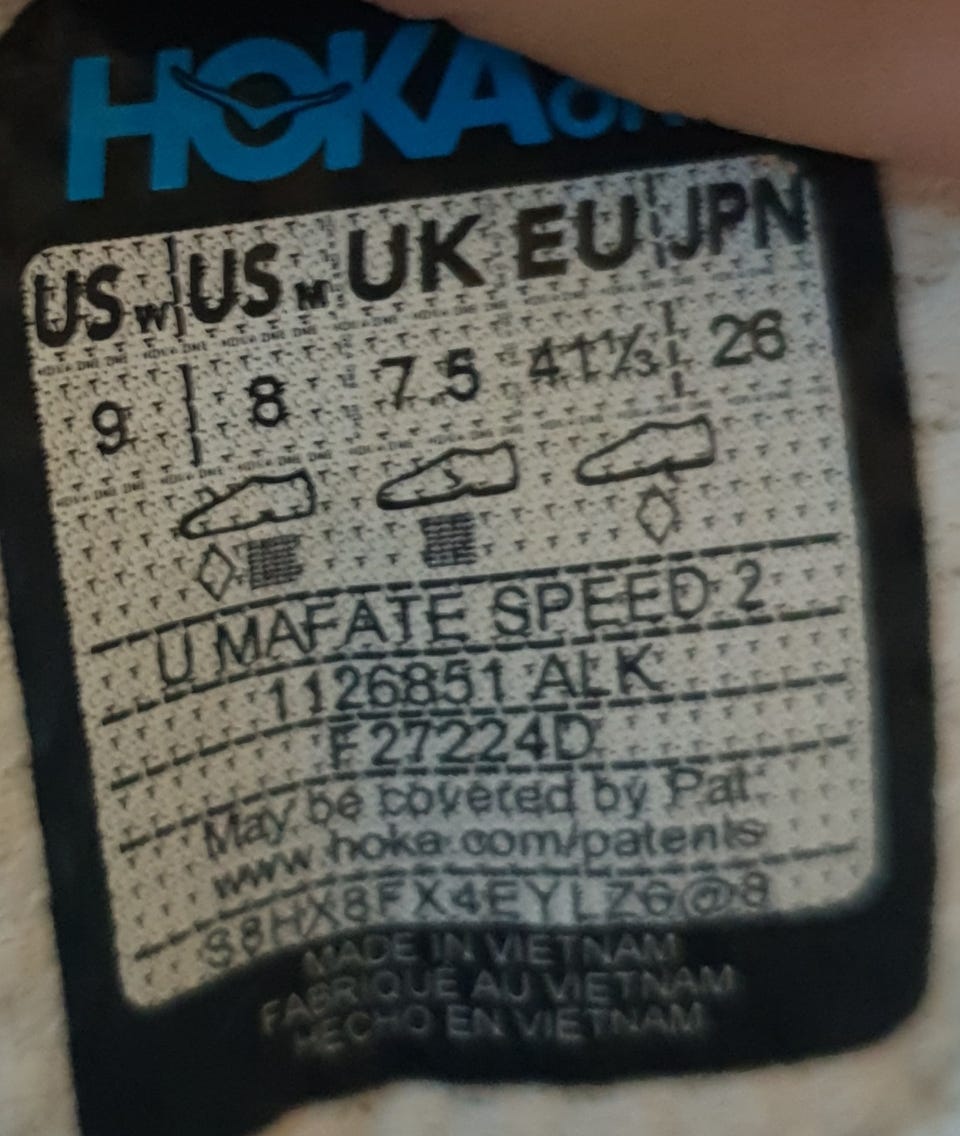 HOKA
US W US M UK EU JPN
9 8 7.5 41⅓ 26
U MAFATE SPEED 2
1126851 ALK
F27224D
May be covered by Pat.
www.hoka.com/patents
S8HX8FX4EYLZ6@8
MADE IN VIETNAM
FABRIQUÉ AU VIETNAM
HECHO EN VIETNAM